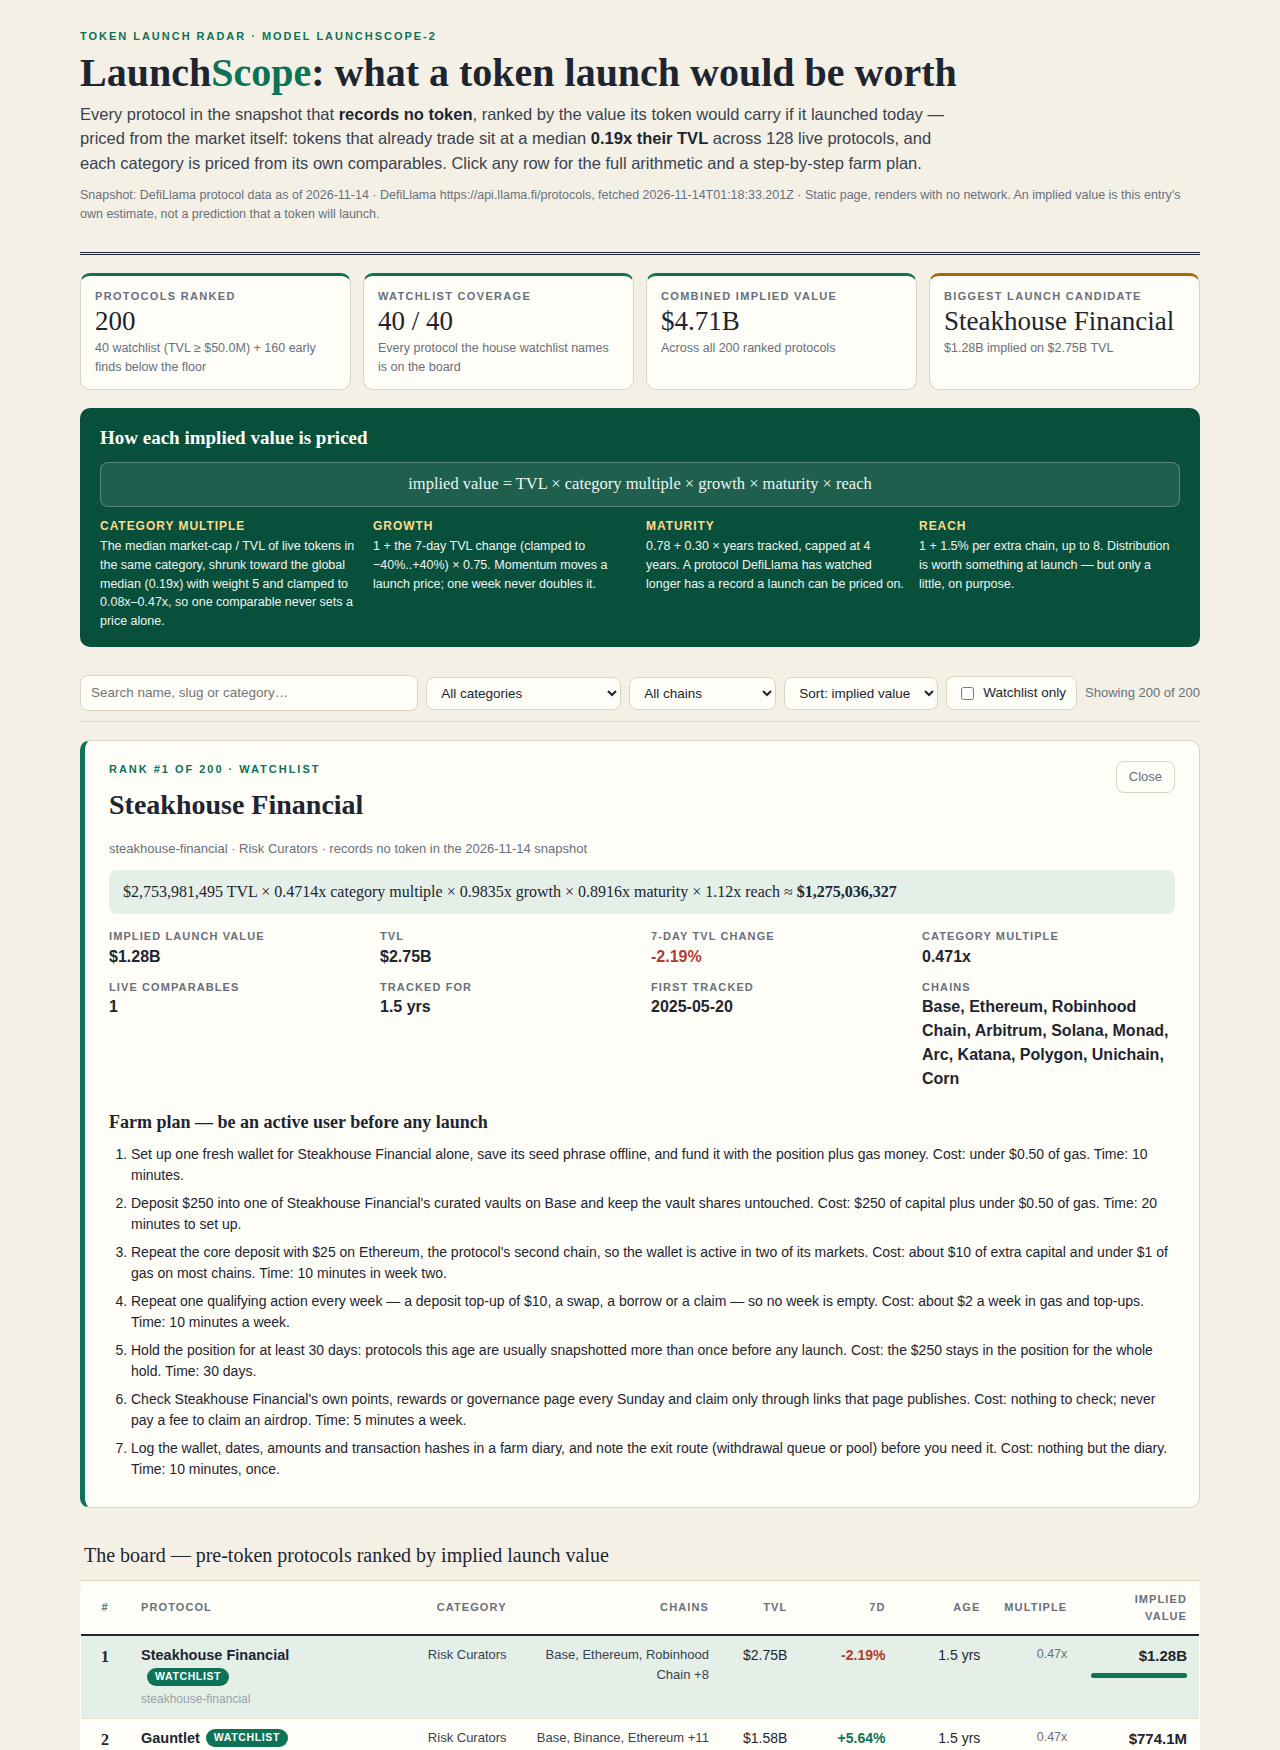 TOKEN LAUNCH RADAR · MODEL LAUNCHSCOPE-2
LaunchScope: what a token launch would be worth
Every protocol in the snapshot that records no token, ranked by the value its token would carry if it launched today —
priced from the market itself: tokens that already trade sit at a median 0.19x their TVL across 128 live protocols, and
each category is priced from its own comparables. Click any row for the full arithmetic and a step-by-step farm plan.
Snapshot: DefiLlama protocol data as of 2026-11-14 · DefiLlama https://api.llama.fi/protocols, fetched 2026-11-14T01:18:33.201Z · Static page, renders with no network. An implied value is this entry's
own estimate, not a prediction that a token will launch.
PROTOCOLS RANKED
200
40 watchlist (TVL ≥ $50.0M) + 160 early
finds below the floor
WATCHLIST COVERAGE
40 / 40
Every protocol the house watchlist names
is on the board
COMBINED IMPLIED VALUE
$4.71B
Across all 200 ranked protocols
BIGGEST LAUNCH CANDIDATE
Steakhouse Financial
$1.28B implied on $2.75B TVL
How each implied value is priced
implied value = TVL × category multiple × growth × maturity × reach
CATEGORY MULTIPLE
The median market-cap / TVL of live tokens in
the same category, shrunk toward the global
median (0.19x) with weight 5 and clamped to
0.08x–0.47x, so one comparable never sets a
price alone.
GROWTH
1 + the 7-day TVL change (clamped to
−40%..+40%) × 0.75. Momentum moves a
launch price; one week never doubles it.
MATURITY
0.78 + 0.30 × years tracked, capped at 4
years. A protocol DefiLlama has watched
longer has a record a launch can be priced on.
REACH
1 + 1.5% per extra chain, up to 8. Distribution
is worth something at launch — but only a
little, on purpose.
Search name, slug or category…
All categories
All chains
Sort: implied value
Watchlist only
Showing 200 of 200
RANK #1 OF 200 · WATCHLIST
Close
Steakhouse Financial
steakhouse-financial · Risk Curators · records no token in the 2026-11-14 snapshot
$2,753,981,495 TVL × 0.4714x category multiple × 0.9835x growth × 0.8916x maturity × 1.12x reach ≈ $1,275,036,327
IMPLIED LAUNCH VALUE
$1.28B
TVL
$2.75B
7-DAY TVL CHANGE
-2.19%
CATEGORY MULTIPLE
0.471x
LIVE COMPARABLES
1
TRACKED FOR
1.5 yrs
FIRST TRACKED
2025-05-20
CHAINS
Base, Ethereum, Robinhood
Chain, Arbitrum, Solana, Monad,
Arc, Katana, Polygon, Unichain,
Corn
Farm plan — be an active user before any launch
1. Set up one fresh wallet for Steakhouse Financial alone, save its seed phrase offline, and fund it with the position plus gas money. Cost: under $0.50 of gas. Time: 10
minutes.
2. Deposit $250 into one of Steakhouse Financial's curated vaults on Base and keep the vault shares untouched. Cost: $250 of capital plus under $0.50 of gas. Time: 20
minutes to set up.
3. Repeat the core deposit with $25 on Ethereum, the protocol's second chain, so the wallet is active in two of its markets. Cost: about $10 of extra capital and under $1 of
gas on most chains. Time: 10 minutes in week two.
4. Repeat one qualifying action every week — a deposit top-up of $10, a swap, a borrow or a claim — so no week is empty. Cost: about $2 a week in gas and top-ups.
Time: 10 minutes a week.
5. Hold the position for at least 30 days: protocols this age are usually snapshotted more than once before any launch. Cost: the $250 stays in the position for the whole
hold. Time: 30 days.
6. Check Steakhouse Financial's own points, rewards or governance page every Sunday and claim only through links that page publishes. Cost: nothing to check; never
pay a fee to claim an airdrop. Time: 5 minutes a week.
7. Log the wallet, dates, amounts and transaction hashes in a farm diary, and note the exit route (withdrawal queue or pool) before you need it. Cost: nothing but the diary.
Time: 10 minutes, once.
The board — pre-token protocols ranked by implied launch value
# PROTOCOL CATEGORY CHAINS TVL 7D AGE MULTIPLE IMPLIED
VALUE
1 Steakhouse Financial Risk Curators Base, Ethereum, Robinhood $2.75B -2.19% 1.5 yrs 0.47x $1.28B
WATCHLIST Chain +8
steakhouse-financial
2 Gauntlet WATCHLIST Risk Curators Base, Binance, Ethereum +11 $1.58B +5.64% 1.5 yrs 0.47x $774.1M